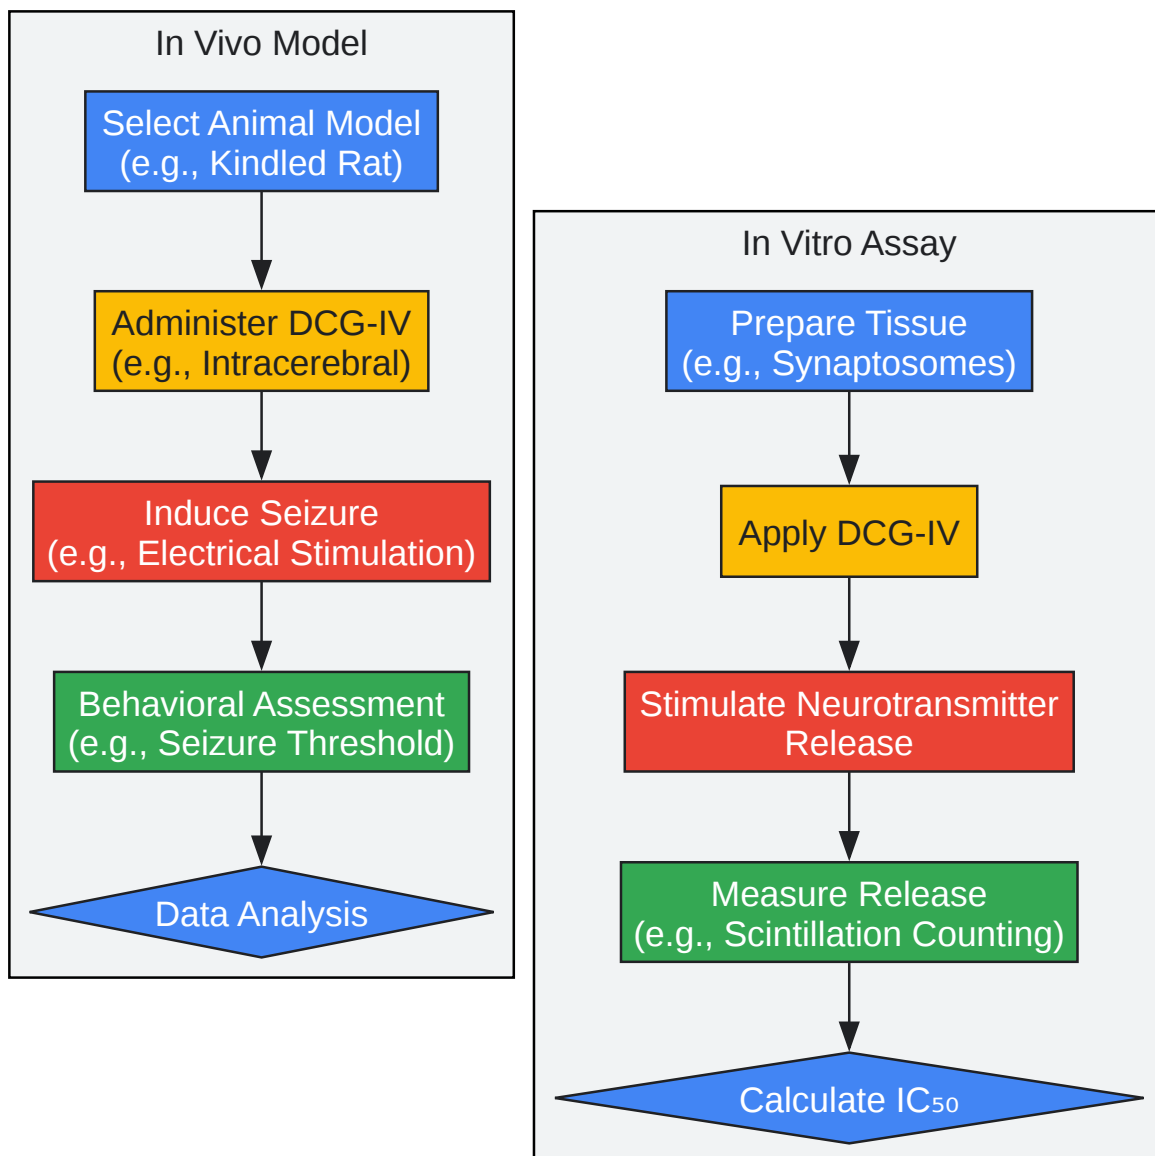 In Vivo Model
Select Animal Model
(e.g., Kindled Rat)
Administer DCG-IV
(e.g., Intracerebral)
Induce Seizure
(e.g., Electrical Stimulation)
Behavioral Assessment
(e.g., Seizure Threshold)
Data Analysis
In Vitro Assay
Prepare Tissue
(e.g., Synaptosomes)
Apply DCG-IV
Stimulate Neurotransmitter
Release
Measure Release
(e.g., Scintillation Counting)
Calculate IC₅₀